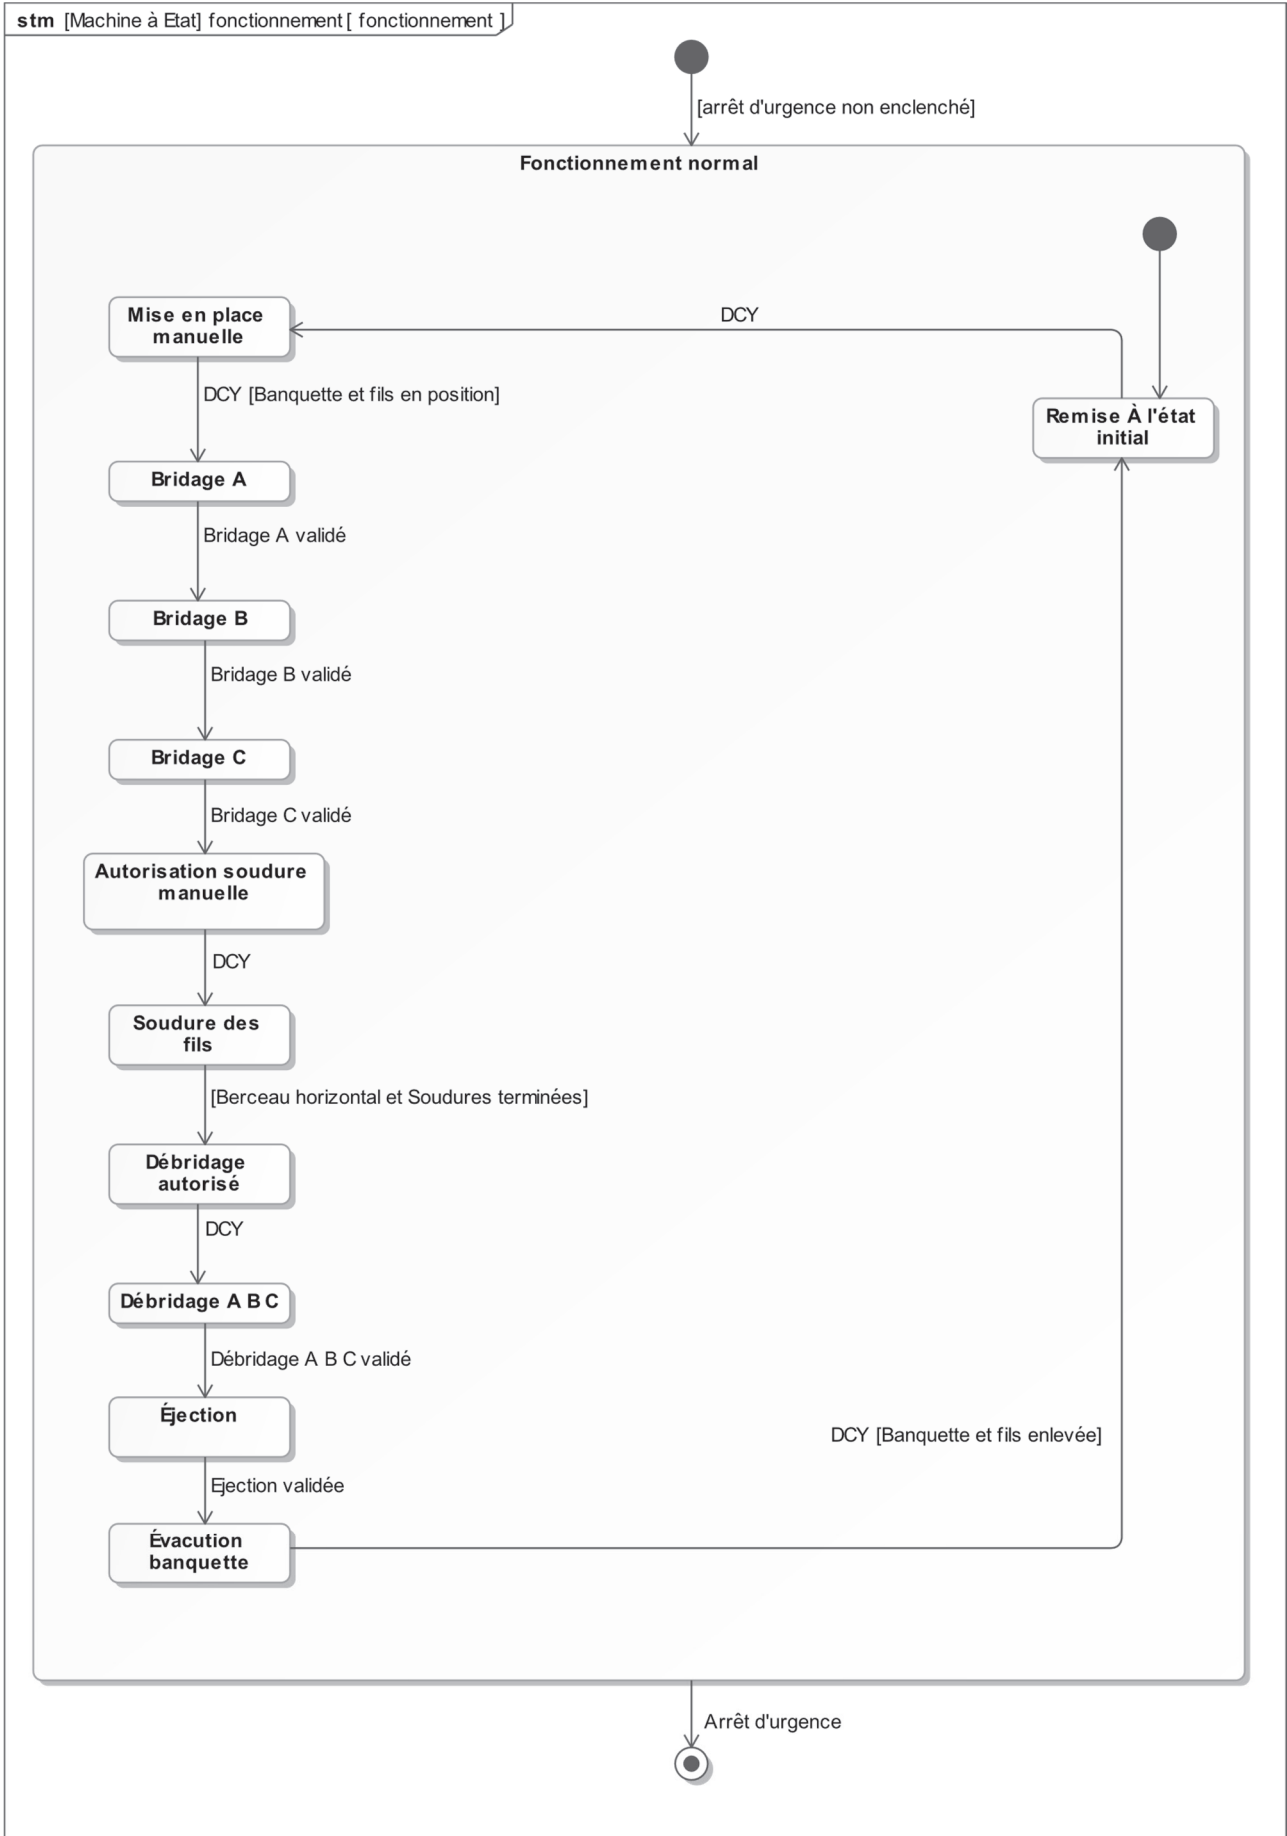 stm [Machine à Etat] fonctionnement [ fonctionnement ]
[arrêt d'urgence non enclenché]
Fonctionnement normal
Mise en place
manuelle
DCY
DCY [Banquette et fils en position]
Remise À l'état
initial
Bridage A
Bridage A validé
Bridage B
Bridage B validé
Bridage C
Bridage C validé
Autorisation soudure
manuelle
DCY
Soudure des
fils
[Berceau horizontal et Soudures terminées]
Débridage
autorisé
DCY
Débridage A B C
Débridage A B C validé
Éjection
DCY [Banquette et fils enlevée]
Ejection validée
Évacution
banquette
Arrêt d'urgence